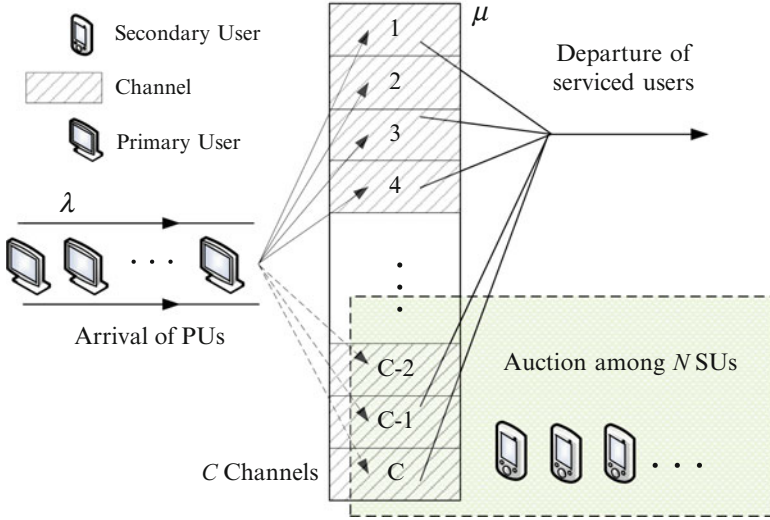 Secondary User
Channel
Primary User
λ
· · ·
Arrival of PUs
C Channels
1
2
3
4
C-2
C-1
C
μ
Departure of
serviced users
Auction among N SUs
· · ·